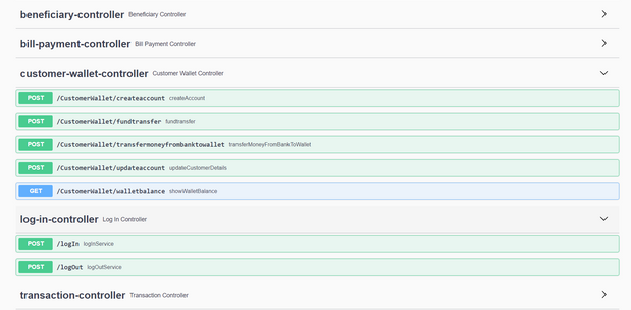 beneficiary-controller Beneficiary Controller
bill-payment-controller Bill Payment Controller
customer-wallet-controller Customer Wallet Controller
POST /CustomerWallet/createaccount createAccount
POST /CustomerWallet/fundtransfer fundtransfer
POST /CustomerWallet/transfermoneyfrombanktowallet transferMoneyFromBankToWallet
POST /CustomerWallet/updateaccount updateCustomerDetails
GET /CustomerWallet/walletbalance showWalletBalance
log-in-controller Log In Controller
POST /logIn logInService
POST /logOut logOutService
transaction-controller Transaction Controller